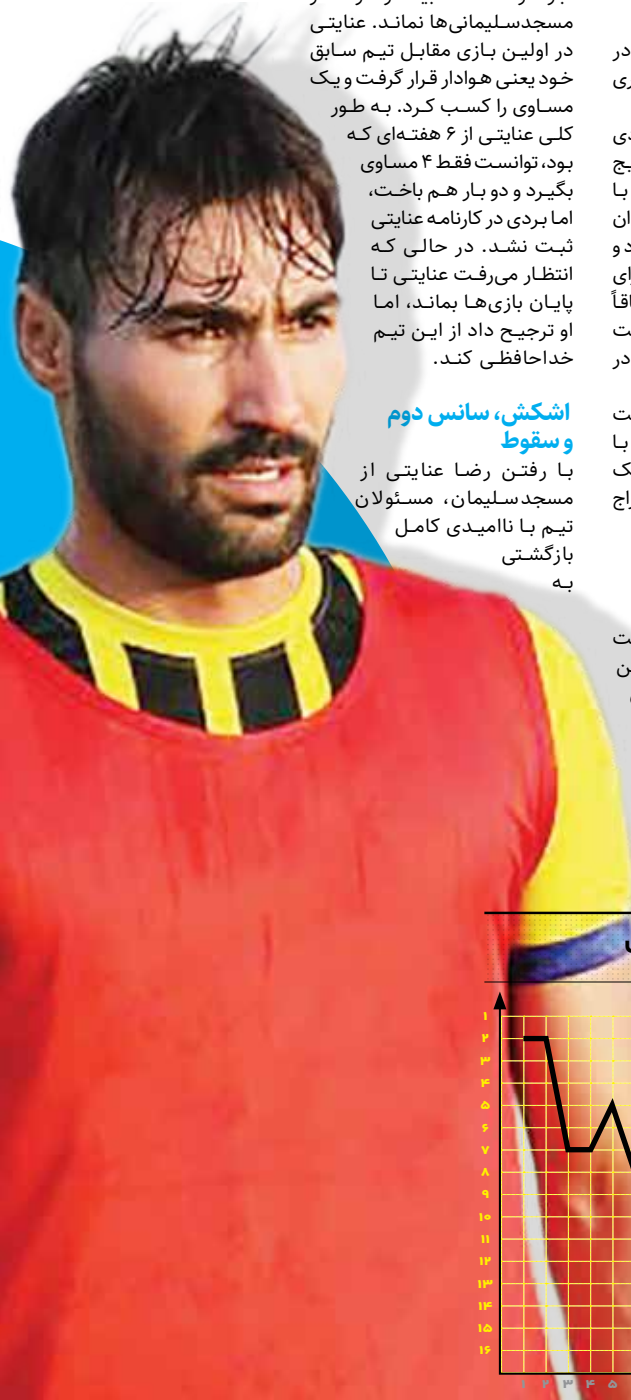 مسجدسلیمانی‌ها نماند. عنایتی
در اولین بازی مقابل تیم سابق
خود یعنی هوادار قرار گرفت و یک
مساوی را کسب کرد. به طور
کلی عنایتی از ۶ هفته‌ای که
بود، توانست فقط ۴ مساوی
بگیرد و دو بار هم باخت،
اما بردی در کارنامه عنایتی
ثبت نشد. در حالی که
انتظار می‌رفت عنایتی تا
پایان بازی‌ها بماند، اما
او ترجیح داد از این تیم
خداحافظی کند.
اشکش، سانس دوم
و سقوط
با رفتن رضا عنایتی از
مسجدسلیمان، مسئولان
تیم با ناامیدی کامل
بازگشتی
به
۱
۲
۳
۴
۵
۶
۷
۸
۹
۱۰
۱۱
۱۲
۱۳
۱۴
۱۵
۱۶
۱ ۲ ۳ ۴ ۵